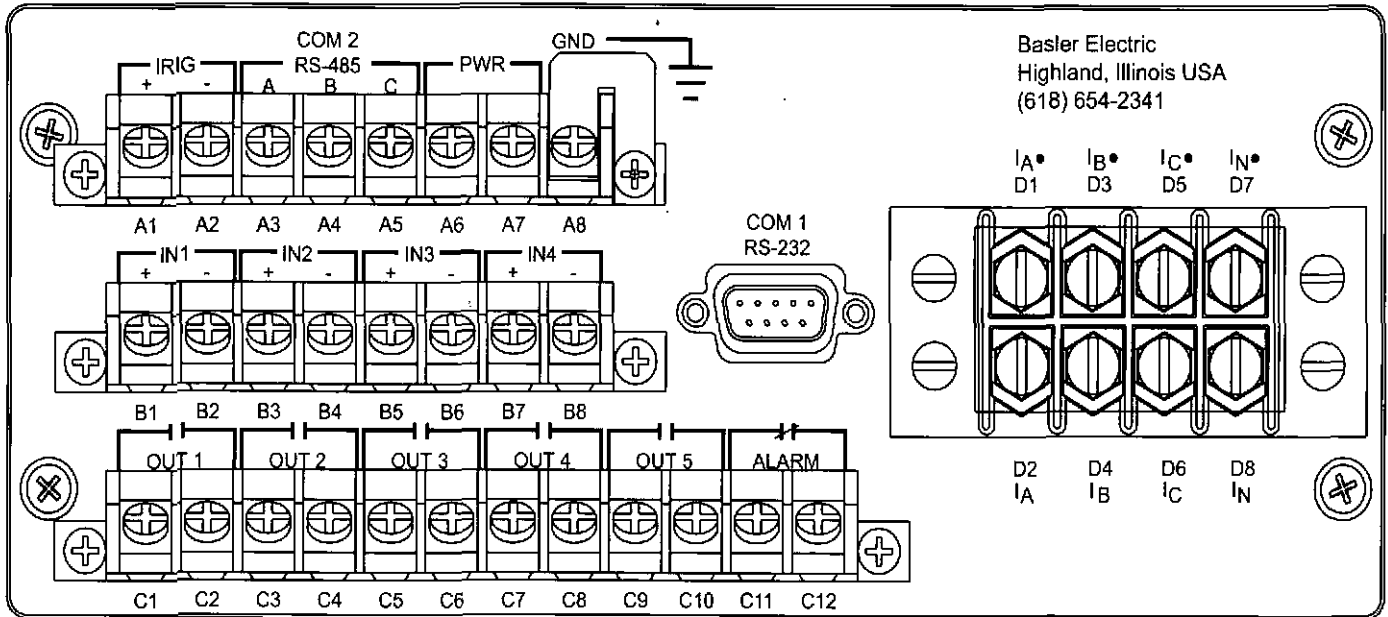 IRIG
+ -
COM 2
RS-485
A B C
PWR
GND
A1 A2 A3 A4 A5 A6 A7 A8
IN1 IN2 IN3 IN4
+ - + - + - + -
B1 B2 B3 B4 B5 B6 B7 B8
OUT 1 OUT 2 OUT 3 OUT 4 OUT 5 ALARM
C1 C2 C3 C4 C5 C6 C7 C8 C9 C10 C11 C12
COM 1
RS-232
Basler Electric
Highland, Illinois USA
(618) 654-2341
IA• IB• IC• IN•
D1 D3 D5 D7
D2 D4 D6 D8
IA IB IC IN